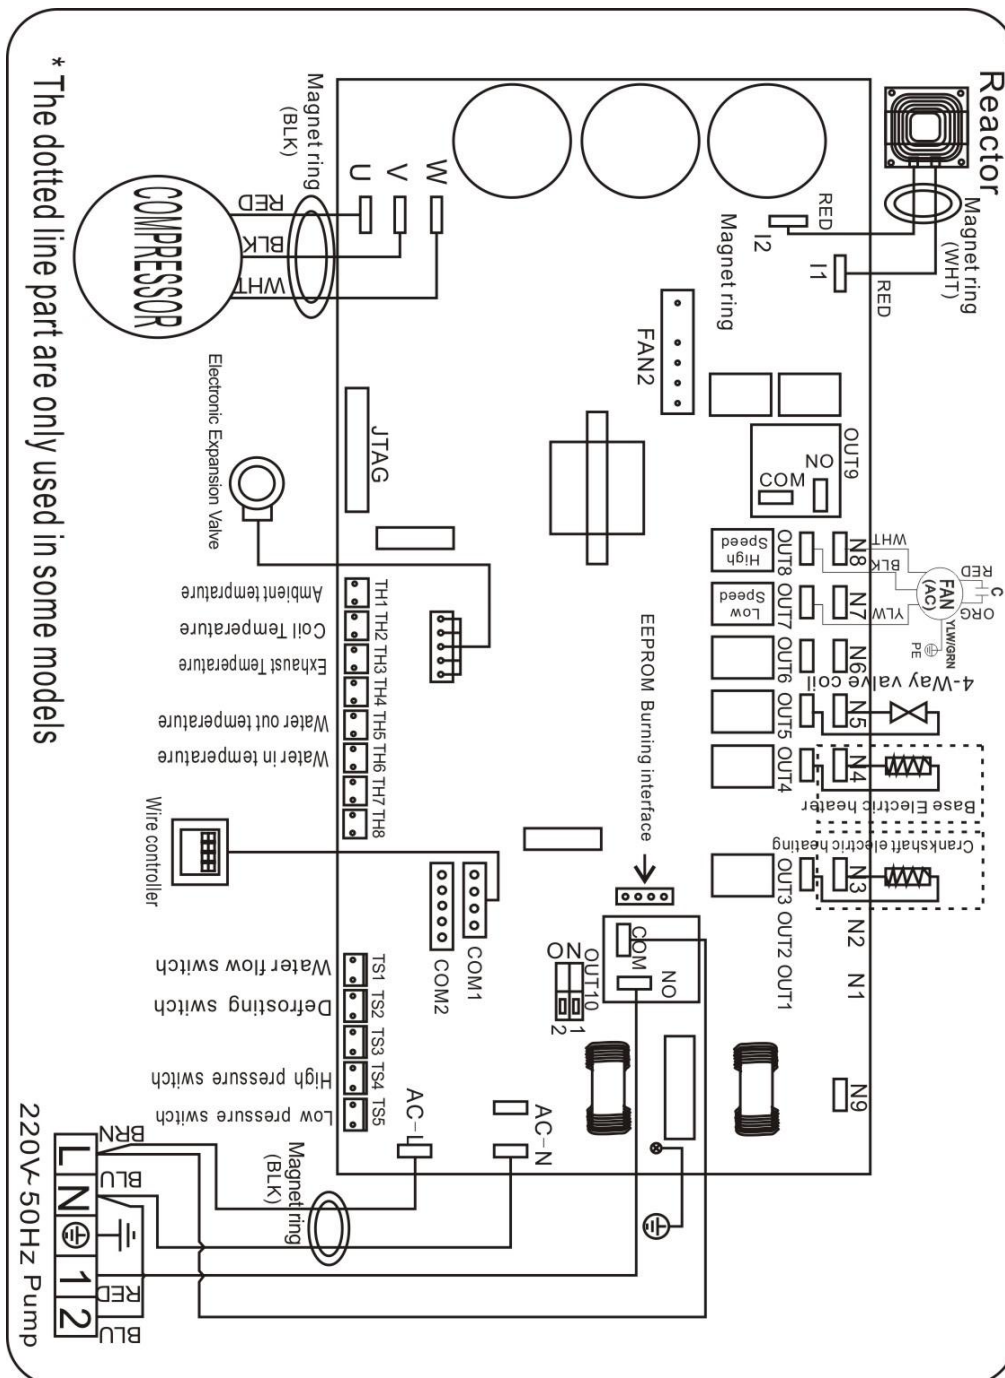 Reactor
Magnet ring
(WHT)
RED
RED
I1
I2
Magnet ring
FAN2
Magnet ring
(BLK)
U
V
W
RED
BLK
WHT
COMPRESSOR
Electronic Expansion Valve
JTAG
OUT9
NO
COM
High
Speed
OUT8
N8
WHT
BLK
Low
Speed
OUT7
N7
YLW
FAN
(AC)
RED
C
ORG
YLW/GRN
PE
OUT6
N6
4-Way valve coil
OUT5
N5
OUT4
N4
Base Electric heater
Crankshaft electric heating
OUT3
N3
OUT2
N2
OUT1
N1
N9
EEPROM Burning interface
COM
NO
OUT10
ON
1
2
TH1
Ambient temprature
TH2
Coil Temperature
TH3
Exhaust Temperature
TH4
TH5
Water out temperature
TH6
Water in temperature
TH7
TH8
Wire controller
COM1
COM2
TS1
Water flow switch
TS2
Defrosting switch
TS3
TS4
High pressure switch
TS5
Low pressure switch
AC-L
AC-N
Magnet ring
(BLK)
BRN
BLU
RED
BLU
L
N
1
2
220V~50Hz Pump
* The dotted line part are only used in some models